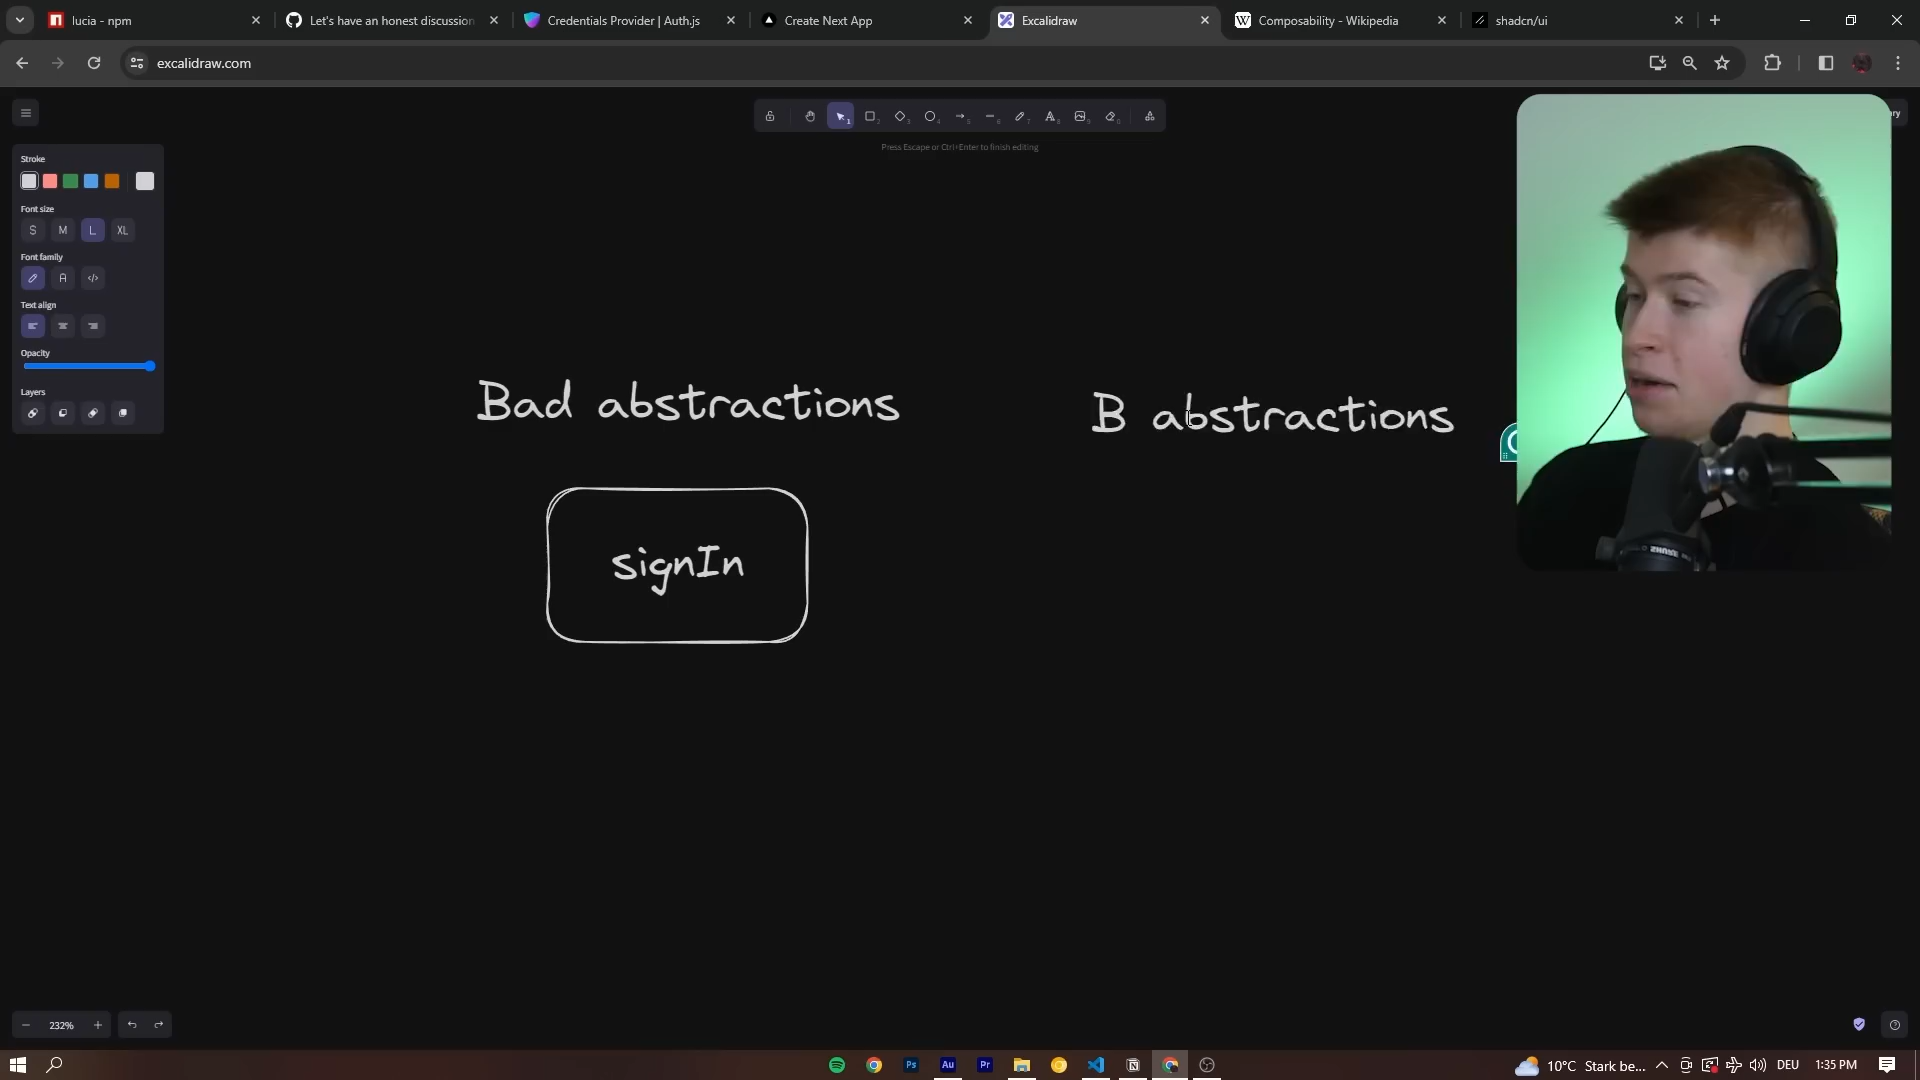 lucia - npm
Let's have an honest discussion
Credentials Provider | Auth.js
Create Next App
Excalidraw
Composability - Wikipedia
shadcn/ui
excalidraw.com
Press Escape or Ctrl+Enter to finish editing
Stroke
Font size
S M L XL
Font family
Text align
Opacity
Layers
Bad abstractions
B abstractions
signIn
232%
10°C Stark be...
DEU
1:35 PM